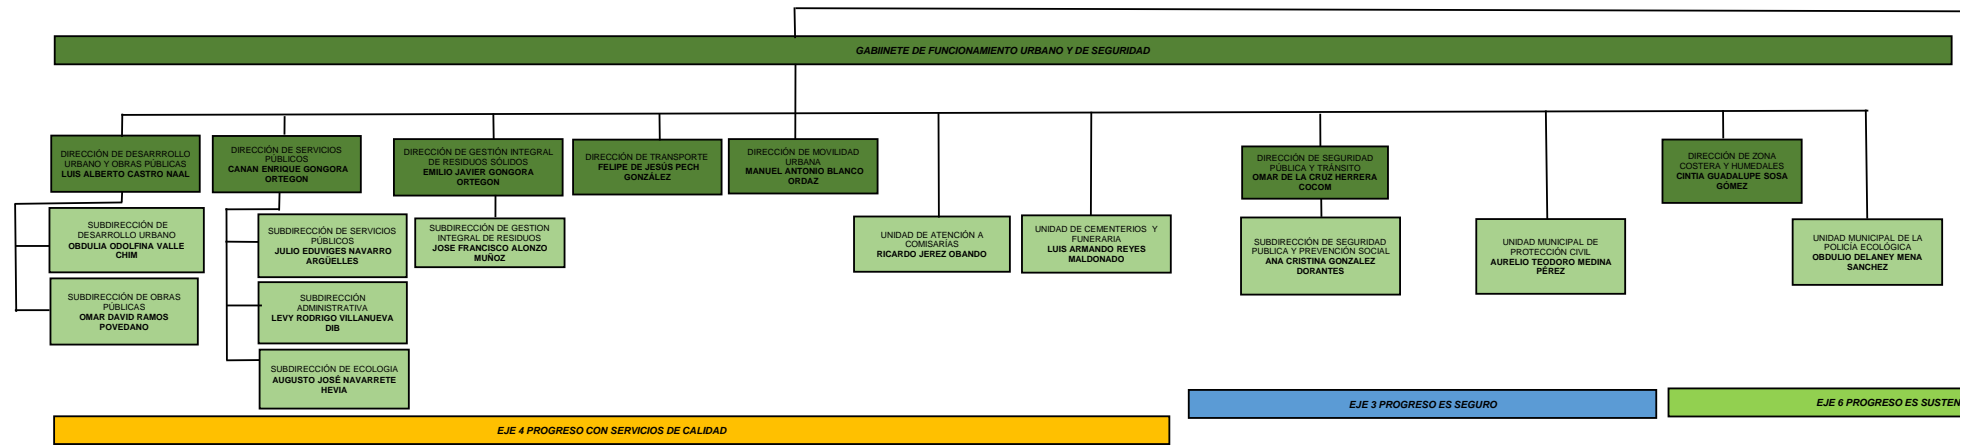 GABIINETE DE FUNCIONAMIENTO URBANO Y DE SEGURIDAD
DIRECCIÓN DE DESARRROLLO
URBANO Y OBRAS PÚBLICAS
LUIS ALBERTO CASTRO NAAL
DIRECCIÓN DE SERVICIOS
PÚBLICOS
CANAN ENRIQUE GONGORA
ORTEGON
DIRECCIÓN DE GESTIÓN INTEGRAL
DE RESIDUOS SÓLIDOS
EMILIO JAVIER GONGORA
ORTEGON
DIRECCIÓN DE TRANSPORTE
FELIPE DE JESÚS PECH
GONZÁLEZ
DIRECCIÓN DE MOVILIDAD
URBANA
MANUEL ANTONIO BLANCO
ORDAZ
DIRECCIÓN DE SEGURIDAD
PÚBLICA Y TRÁNSITO
OMAR DE LA CRUZ HERRERA
COCOM
DIRECCIÓN DE ZONA
COSTERA Y HUMEDALES
CINTIA GUADALUPE SOSA
GÓMEZ
SUBDIRECCIÓN DE
DESARROLLO URBANO
OBDULIA ODOLFINA VALLE
CHIM
SUBDIRECCIÓN DE SERVICIOS
PÚBLICOS
JULIO EDUVIGES NAVARRO
ARGÜELLES
SUBDIRECCIÓN DE GESTION
INTEGRAL DE RESIDUOS
JOSE FRANCISCO ALONZO
MUÑOZ
UNIDAD DE ATENCIÓN A
COMISARÍAS
RICARDO JEREZ OBANDO
UNIDAD DE CEMENTERIOS Y
FUNERARIA
LUIS ARMANDO REYES
MALDONADO
SUBDIRECCIÓN DE SEGURIDAD
PUBLICA Y PREVENCIÓN SOCIAL
ANA CRISTINA GONZALEZ
DORANTES
UNIDAD MUNICIPAL DE
PROTECCIÓN CIVIL
AURELIO TEODORO MEDINA
PÉREZ
UNIDAD MUNICIPAL DE LA
POLICÍA ECOLÓGICA
OBDULIO DELANEY MENA
SANCHEZ
SUBDIRECCIÓN DE OBRAS
PÚBLICAS
OMAR DAVID RAMOS
POVEDANO
SUBDIRECCIÓN
ADMINISTRATIVA
LEVY RODRIGO VILLANUEVA
DIB
SUBDIRECCIÓN DE ECOLOGIA
AUGUSTO JOSÉ NAVARRETE
HEVIA
EJE 3 PROGRESO ES SEGURO
EJE 6 PROGRESO ES SUSTEN
EJE 4 PROGRESO CON SERVICIOS DE CALIDAD